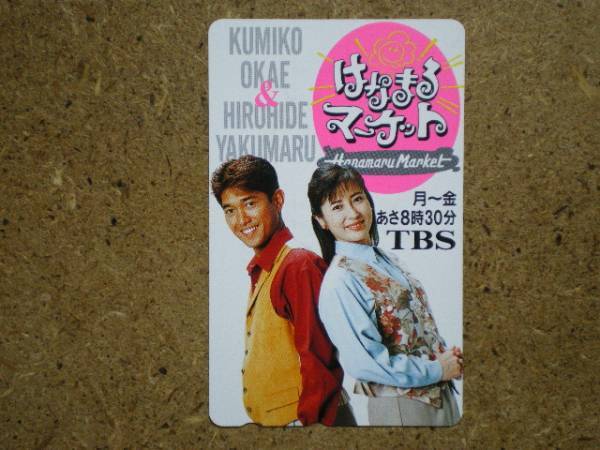 KUMIKO
OKAE
&
HIROHIDE
YAKUMARU
はなまる
マーケット
Hanamaru Market
月〜金
あさ8時30分
TBS